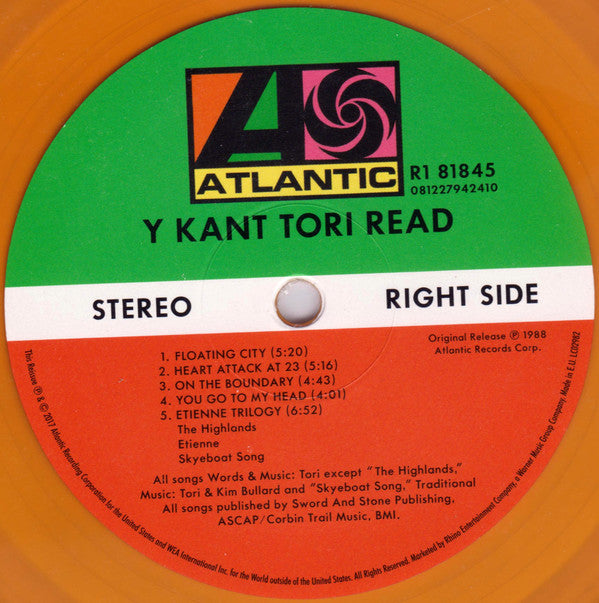 ATLANTIC
R1 81845
081227942410
Y KANT TORI READ
STEREO
RIGHT SIDE
Original Release ℗ 1988
Atlantic Records Corp.
1. FLOATING CITY (5:20)
2. HEART ATTACK AT 23 (5:16)
3. ON THE BOUNDARY (4:43)
4. YOU GO TO MY HEAD (4:01)
5. ETIENNE TRILOGY (6:52)
The Highlands
Etienne
Skyeboat Song
All songs Words & Music: Tori except "The Highlands,"
Music: Tori & Kim Bullard and "Skyeboat Song," Traditional
All songs published by Sword And Stone Publishing,
ASCAP/Corbin Trail Music, BMI.
This Reissue ℗ & © 2017 Atlantic Recording Corporation for the United States and WEA International Inc. for the World outside of the United States. All Rights Reserved. Marketed by Rhino Entertainment Company, a Warner Music Group Company. Made in E.U. LC02982